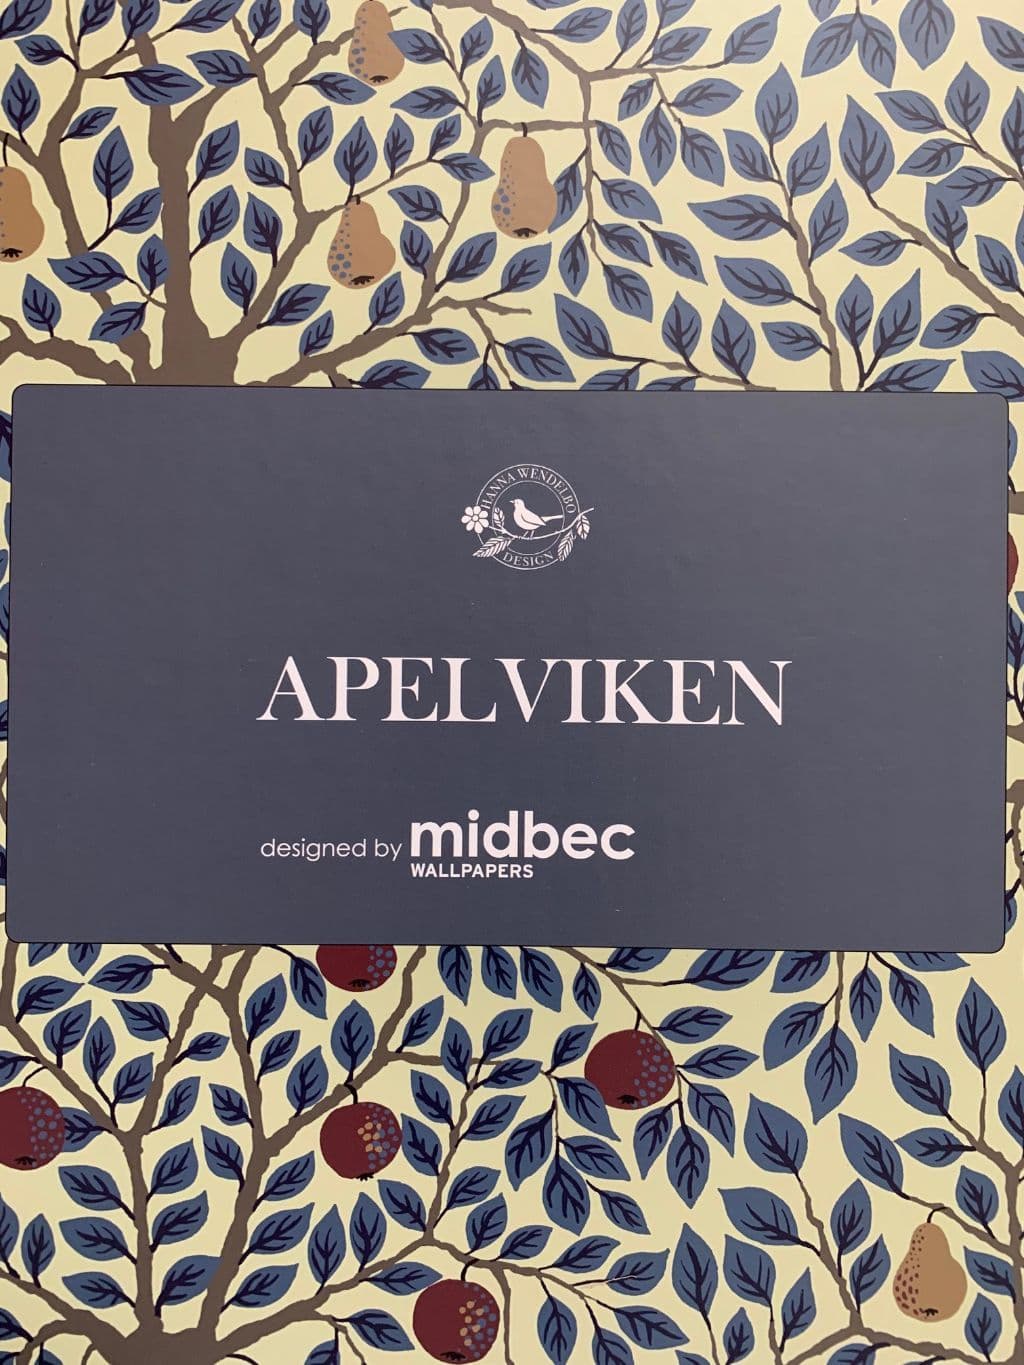 HANNA WENDELBO
DESIGN
APELVIKEN
designed by midbec
WALLPAPERS